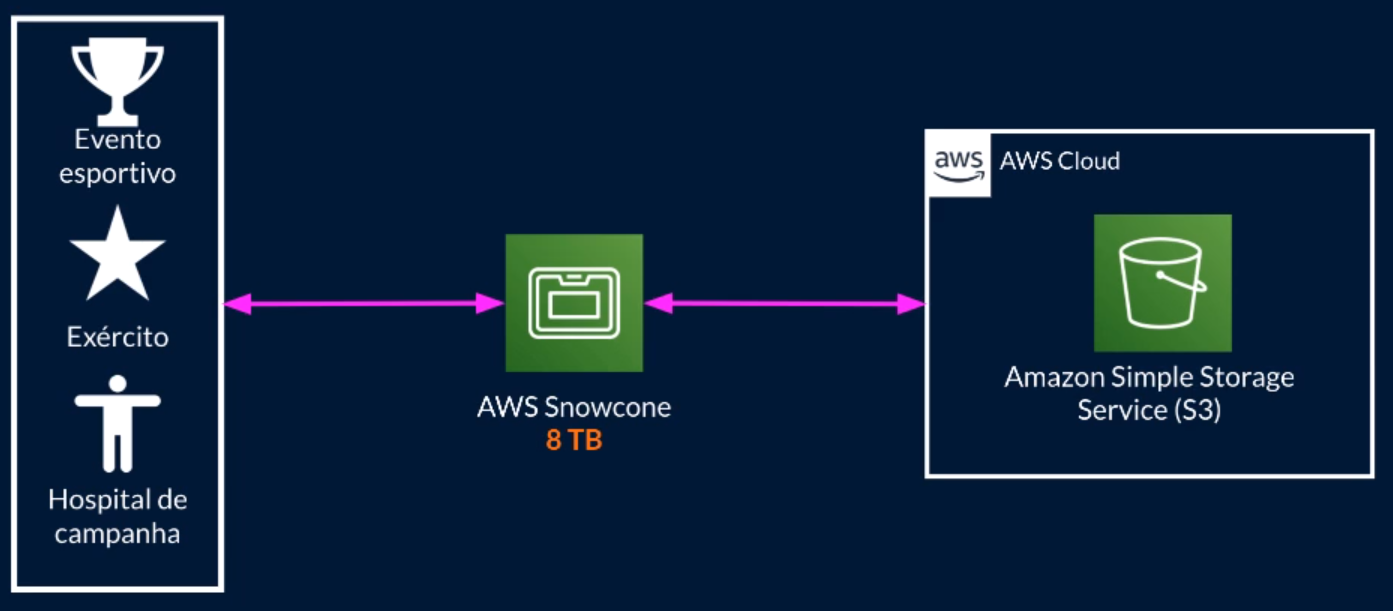 Evento
esportivo
Exército
Hospital de
campanha
AWS Snowcone
8 TB
aws
AWS Cloud
Amazon Simple Storage
Service (S3)